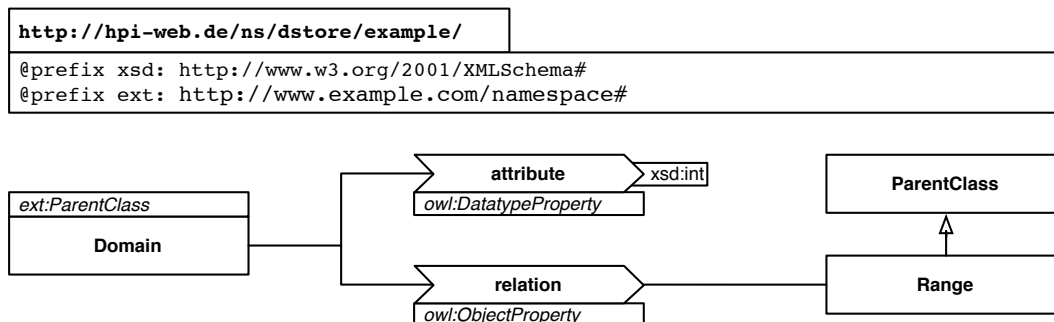 http://hpi-web.de/ns/dstore/example/
@prefix xsd: http://www.w3.org/2001/XMLSchema#
@prefix ext: http://www.example.com/namespace#
attribute
xsd:int
owl:DatatypeProperty
ParentClass
ext:ParentClass
Domain
relation
owl:ObjectProperty
Range